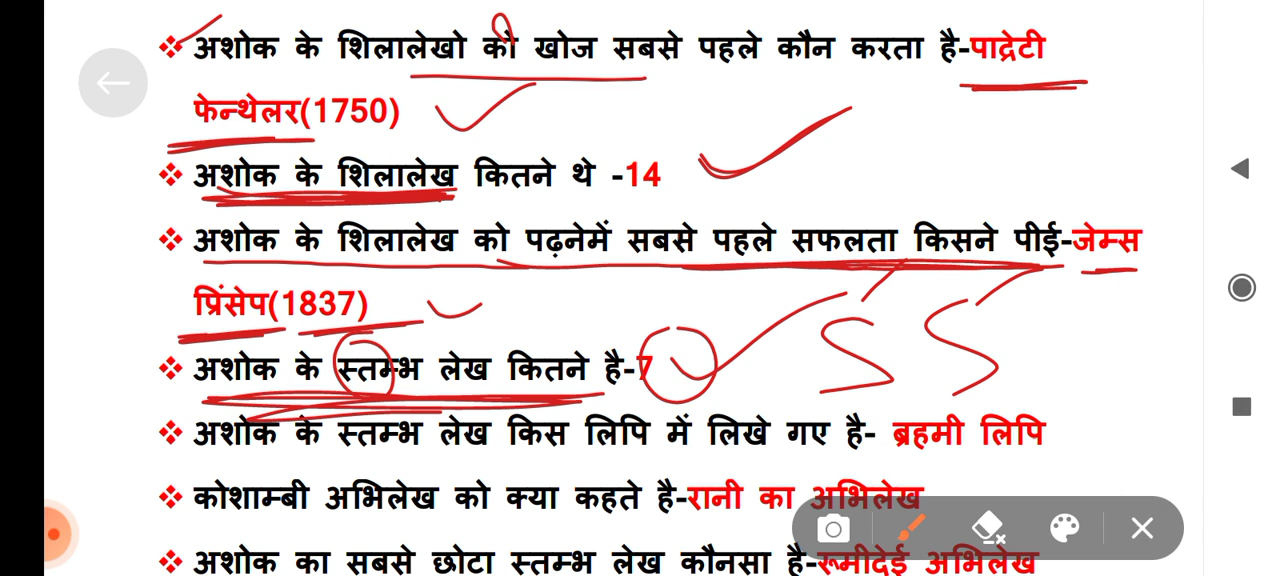 ❖ अशोक के शिलालेखो की खोज सबसे पहले कौन करता है-पाद्रेटी
फेन्थेलर(1750)
❖ अशोक के शिलालेख कितने थे -14
❖ अशोक के शिलालेख को पढ़नेमें सबसे पहले सफलता किसने पीई-जेम्स
प्रिंसेप(1837)
❖ अशोक के स्तम्भ लेख कितने है-7
❖ अशोक के स्तम्भ लेख किस लिपि में लिखे गए है- ब्रहमी लिपि
❖ कोशाम्बी अभिलेख को क्या कहते है-रानी का अभिलेख
❖ अशोक का सबसे छोटा स्तम्भ लेख कौनसा है-रूमीदेई अभिलेख